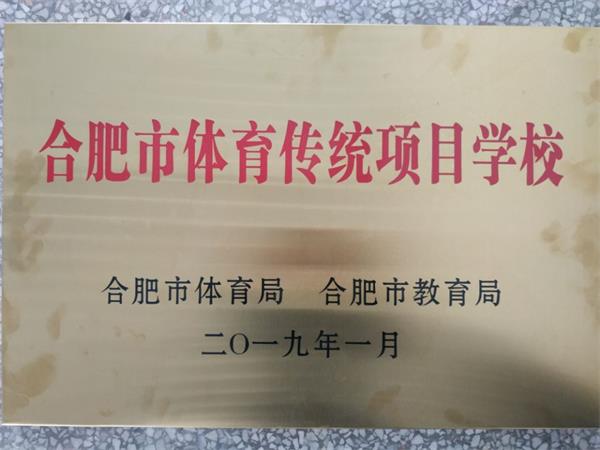 合肥市体育传统项目学校
合肥市体育局 合肥市教育局
二〇一九年一月